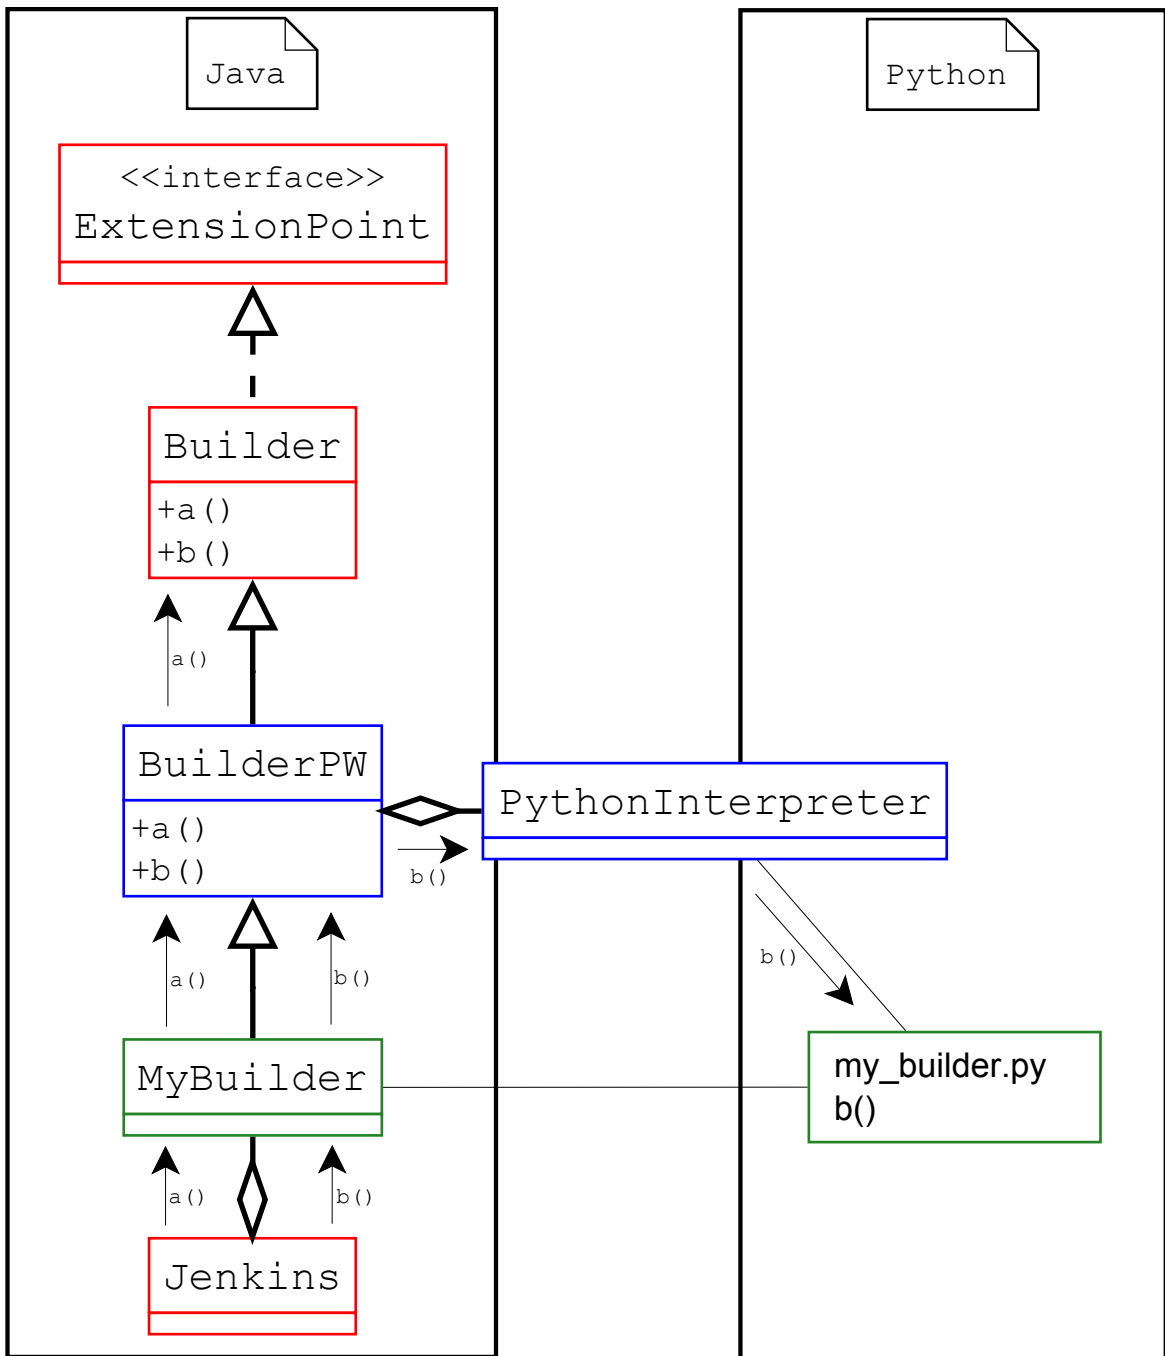 Java
Python
<<interface>>
ExtensionPoint
Builder
+a()
+b()
a()
BuilderPW
+a()
+b()
PythonInterpreter
b()
a()
b()
b()
MyBuilder
my_builder.py
b()
a()
b()
Jenkins